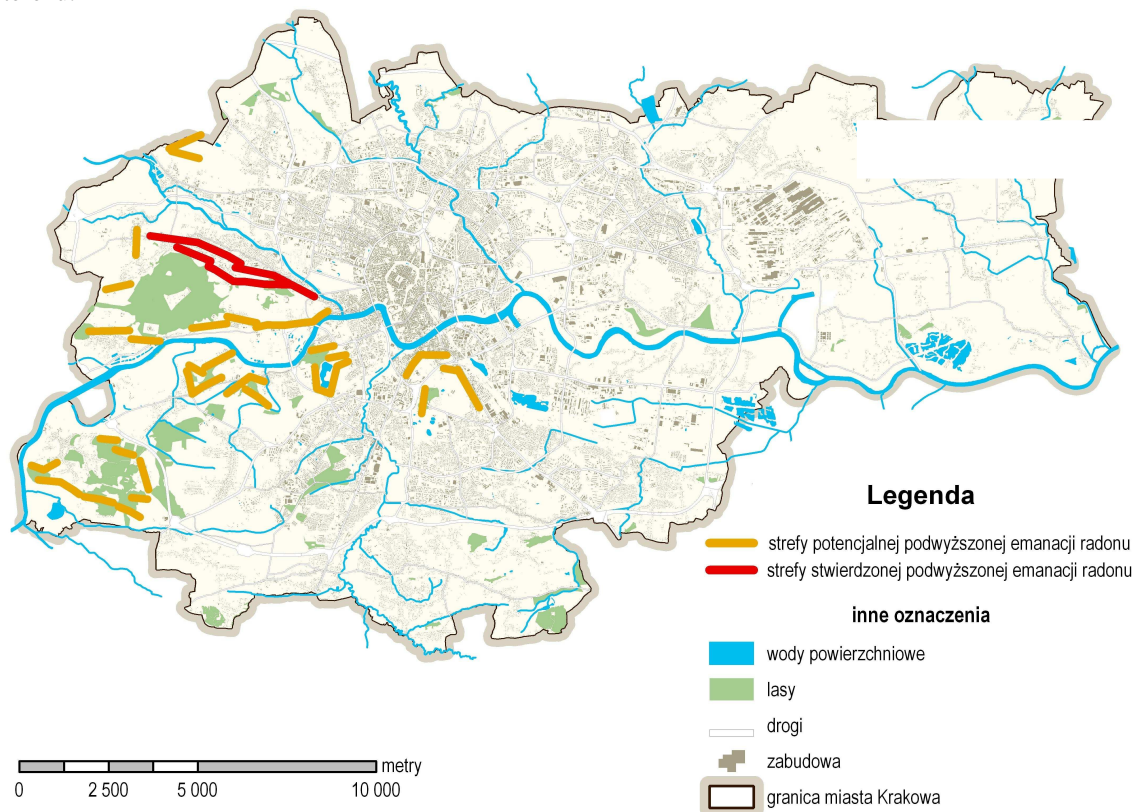 Legenda
strefy potencjalnej podwyższonej emanacji radonu
strefy stwierdzonej podwyższonej emanacji radonu
inne oznaczenia
wody powierzchniowe
lasy
drogi
zabudowa
granica miasta Krakowa
metry
0 2 500 5 000 10 000